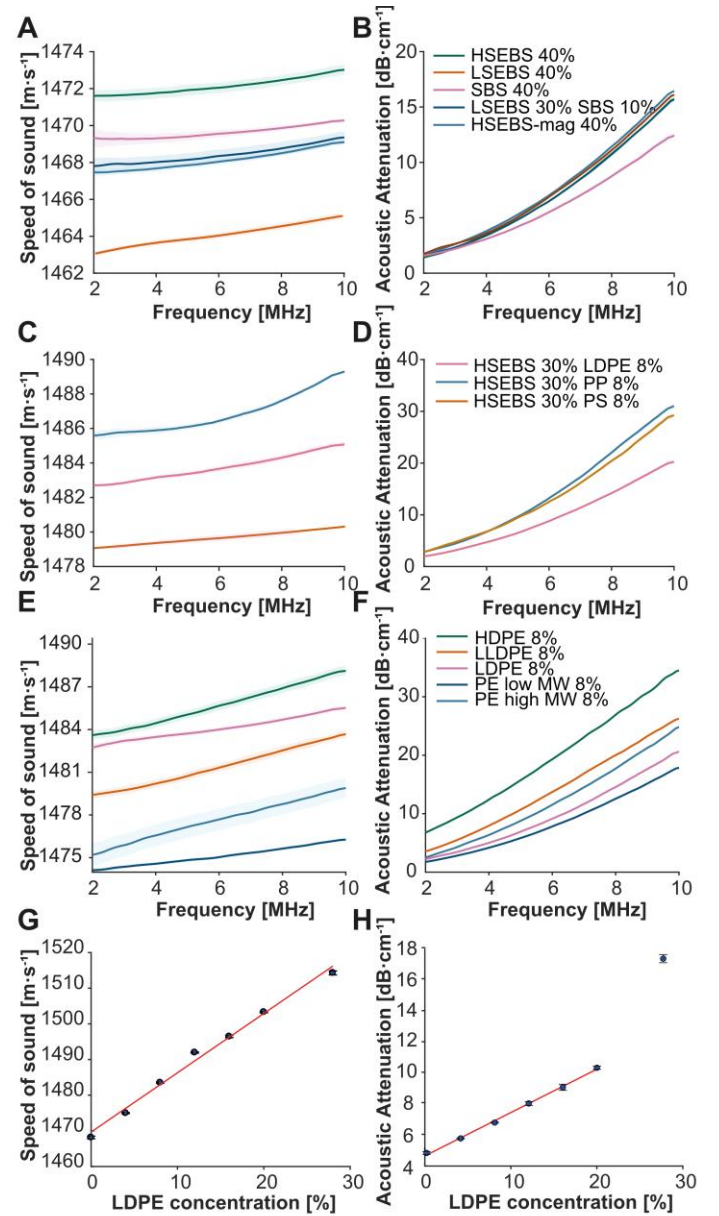 A
Speed of sound [m·s⁻¹]
1474
1472
1470
1468
1466
1464
1462
2 4 6 8 10
Frequency [MHz]
B
Acoustic Attenuation [dB·cm⁻¹]
20
15
10
5
0
HSEBS 40%
LSEBS 40%
SBS 40%
LSEBS 30% SBS 10%
HSEBS-mag 40%
2 4 6 8 10
Frequency [MHz]
C
Speed of sound [m·s⁻¹]
1490
1488
1486
1484
1482
1480
1478
2 4 6 8 10
Frequency [MHz]
D
Acoustic Attenuation [dB·cm⁻¹]
40
30
20
10
0
HSEBS 30% LDPE 8%
HSEBS 30% PP 8%
HSEBS 30% PS 8%
2 4 6 8 10
Frequency [MHz]
E
Speed of sound [m·s⁻¹]
1490
1487
1484
1481
1478
1475
2 4 6 8 10
Frequency [MHz]
F
Acoustic Attenuation [dB·cm⁻¹]
40
30
20
10
0
HDPE 8%
LLDPE 8%
LDPE 8%
PE low MW 8%
PE high MW 8%
2 4 6 8 10
Frequency [MHz]
G
Speed of sound [m·s⁻¹]
1520
1510
1500
1490
1480
1470
1460
0 10 20 30
LDPE concentration [%]
H
Acoustic Attenuation [dB·cm⁻¹]
18
16
14
12
10
8
6
4
0 10 20 30
LDPE concentration [%]